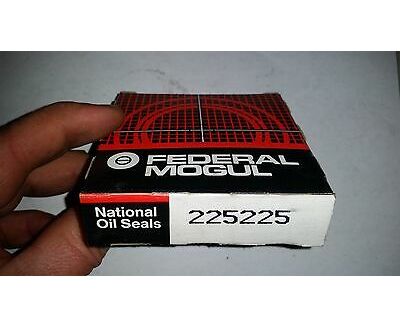 FEDERAL
MOGUL
National
Oil Seals
225225